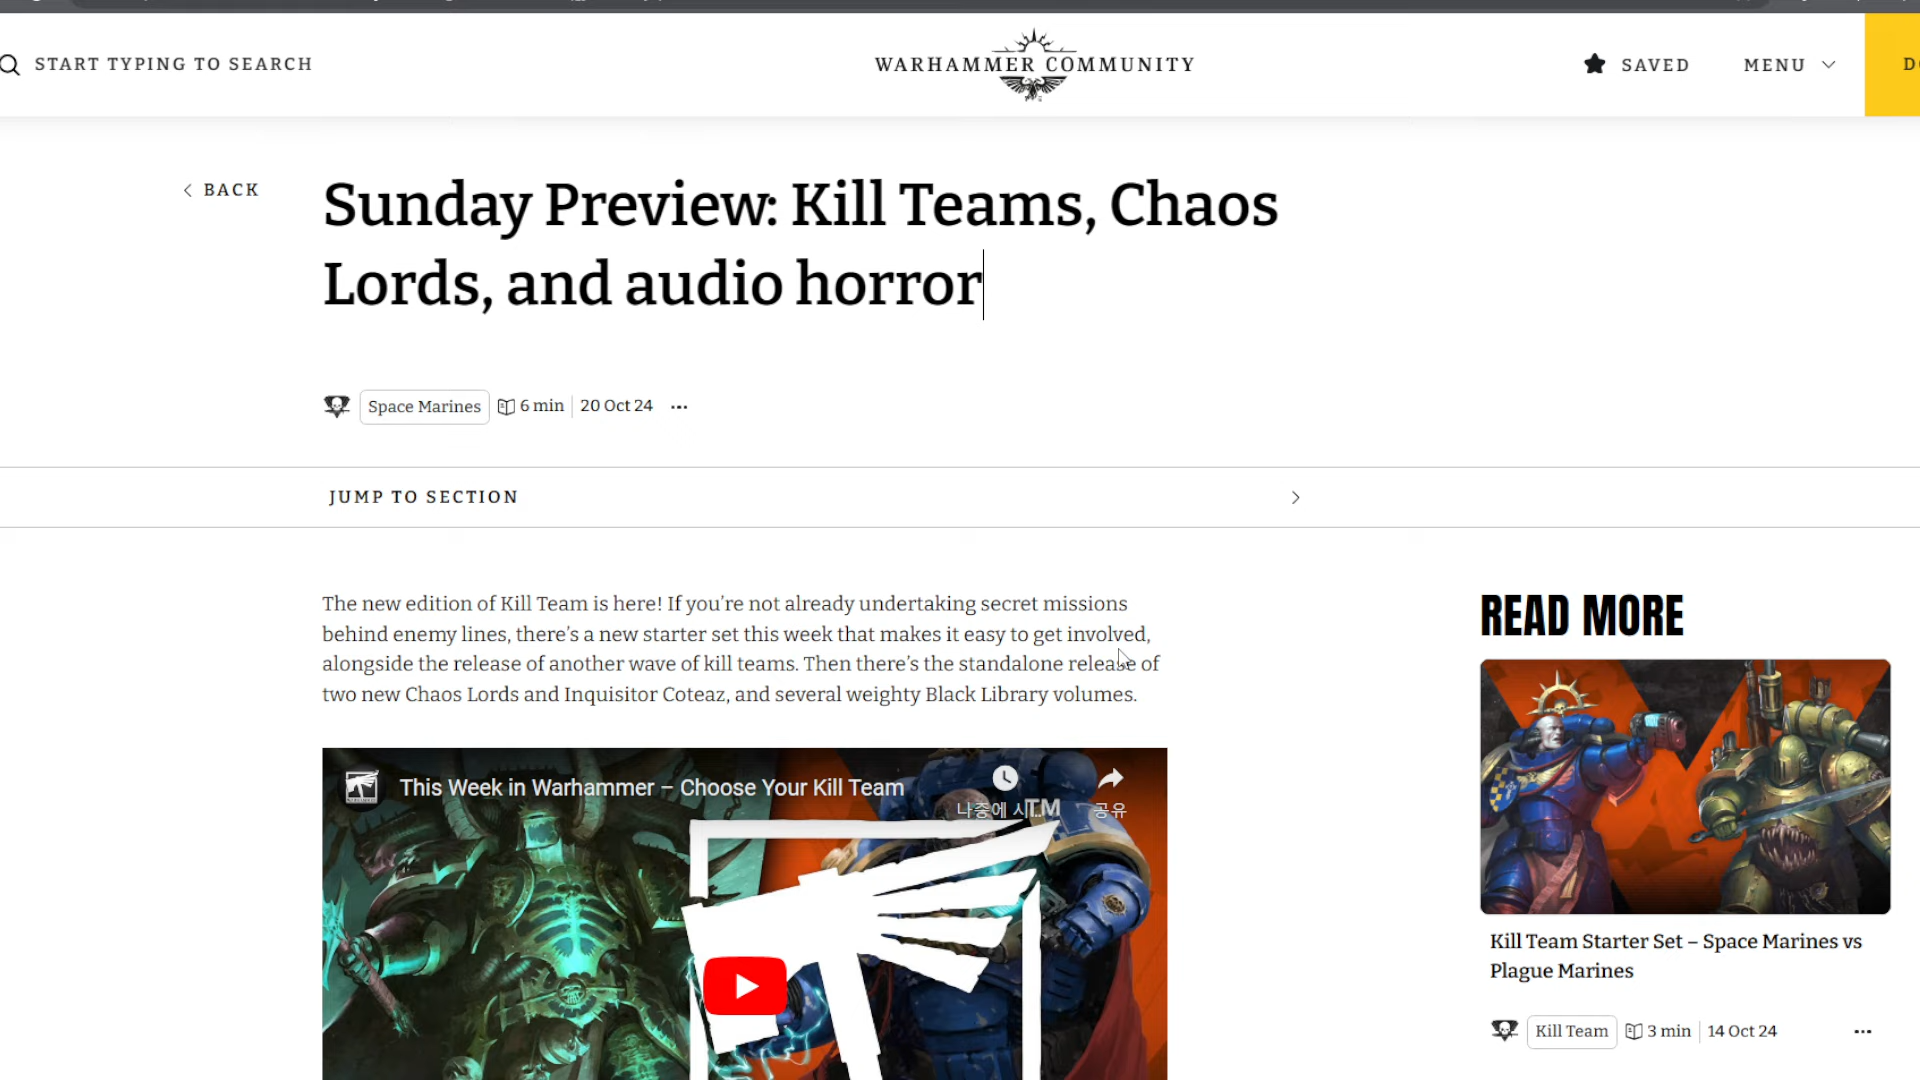 START TYPING TO SEARCH
WARHAMMER COMMUNITY
SAVED
MENU
BACK
Sunday Preview: Kill Teams, Chaos
Lords, and audio horror
Space Marines
6 min
20 Oct 24
JUMP TO SECTION
The new edition of Kill Team is here! If you’re not already undertaking secret missions
behind enemy lines, there’s a new starter set this week that makes it easy to get involved,
alongside the release of another wave of kill teams. Then there’s the standalone release of
two new Chaos Lords and Inquisitor Coteaz, and several weighty Black Library volumes.
This Week in Warhammer – Choose Your Kill Team
나중에 시...
TM
공유
READ MORE
Kill Team Starter Set – Space Marines vs
Plague Marines
Kill Team
3 min
14 Oct 24